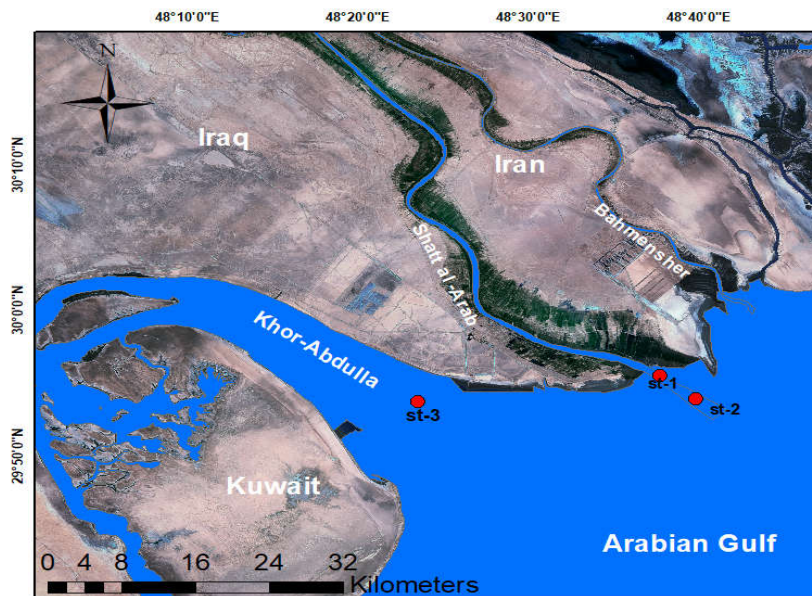 48°10'0"E 48°20'0"E 48°30'0"E 48°40'0"E
N
Iraq
Iran
30°10'0"N
Bahmensher
Shatt al-Arab
30°0'0"N
Khor-Abdulla
st-1
st-2
st-3
29°50'0"N
Kuwait
Arabian Gulf
0 4 8 16 24 32
Kilometers